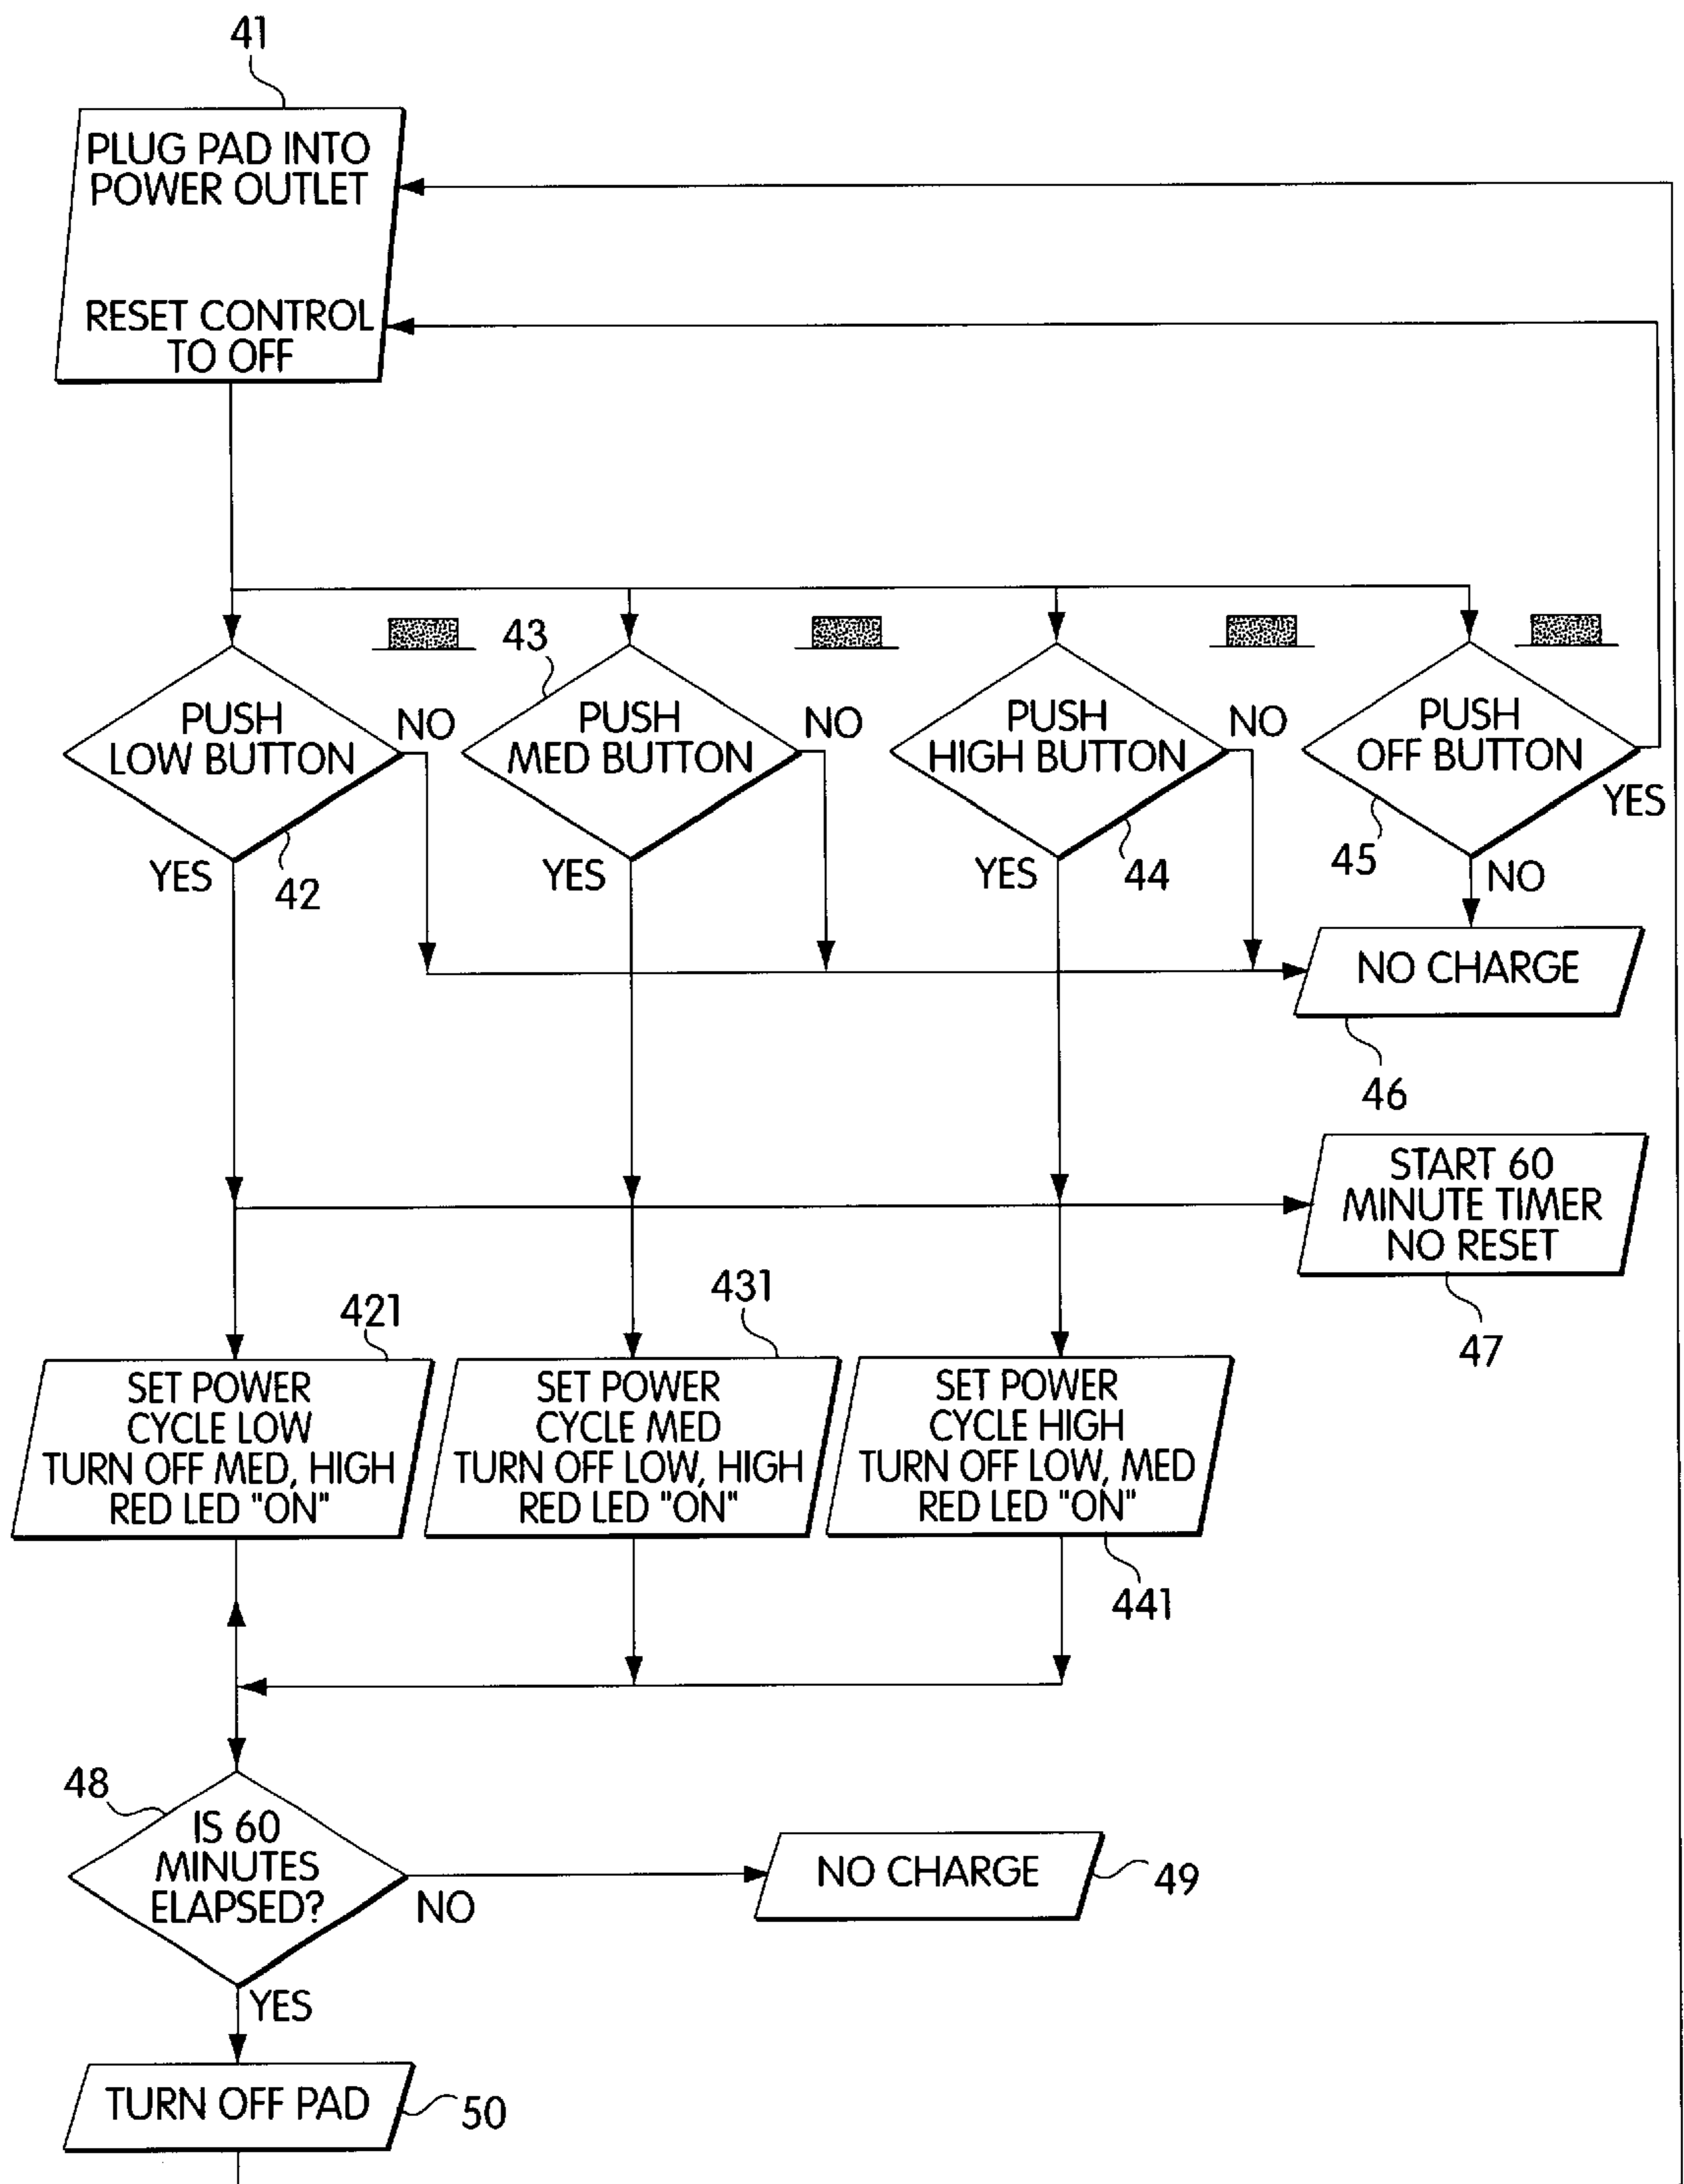 41
PLUG PAD INTO
POWER OUTLET
RESET CONTROL
TO OFF
43
PUSH
LOW BUTTON
NO
YES
42
PUSH
MED BUTTON
NO
YES
PUSH
HIGH BUTTON
NO
YES
44
PUSH
OFF BUTTON
YES
45
NO
NO CHARGE
46
START 60
MINUTE TIMER
NO RESET
47
421
SET POWER
CYCLE LOW
TURN OFF MED, HIGH
RED LED "ON"
431
SET POWER
CYCLE MED
TURN OFF LOW, HIGH
RED LED "ON"
SET POWER
CYCLE HIGH
TURN OFF LOW, MED
RED LED "ON"
441
48
IS 60
MINUTES
ELAPSED?
NO
NO CHARGE
49
YES
TURN OFF PAD
50